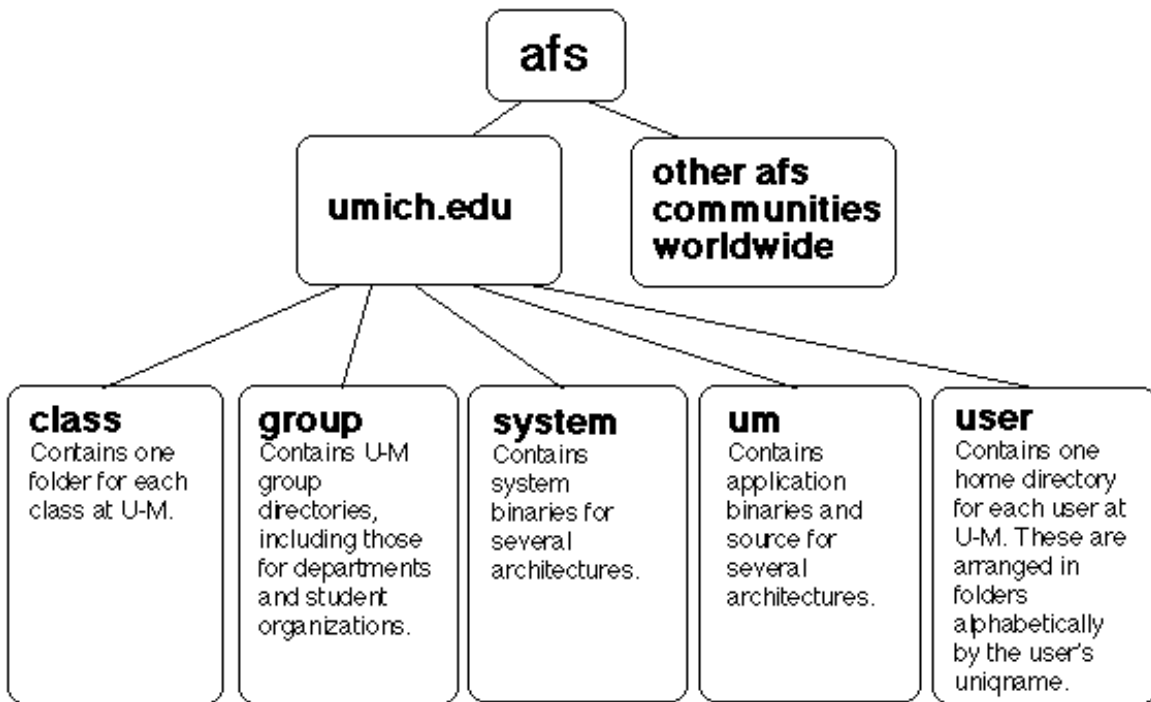 afs
umich.edu
other afs
communities
worldwide
class
Contains one
folder for each
class at U-M.
group
Contains U-M
group
directories,
including those
for departments
and student
organizations.
system
Contains
system
binaries for
several
architectures.
um
Contains
application
binaries and
source for
several
architectures.
user
Contains one
home directory
for each user at
U-M. These are
arranged in
folders
alphabetically
by the user's
uniqname.